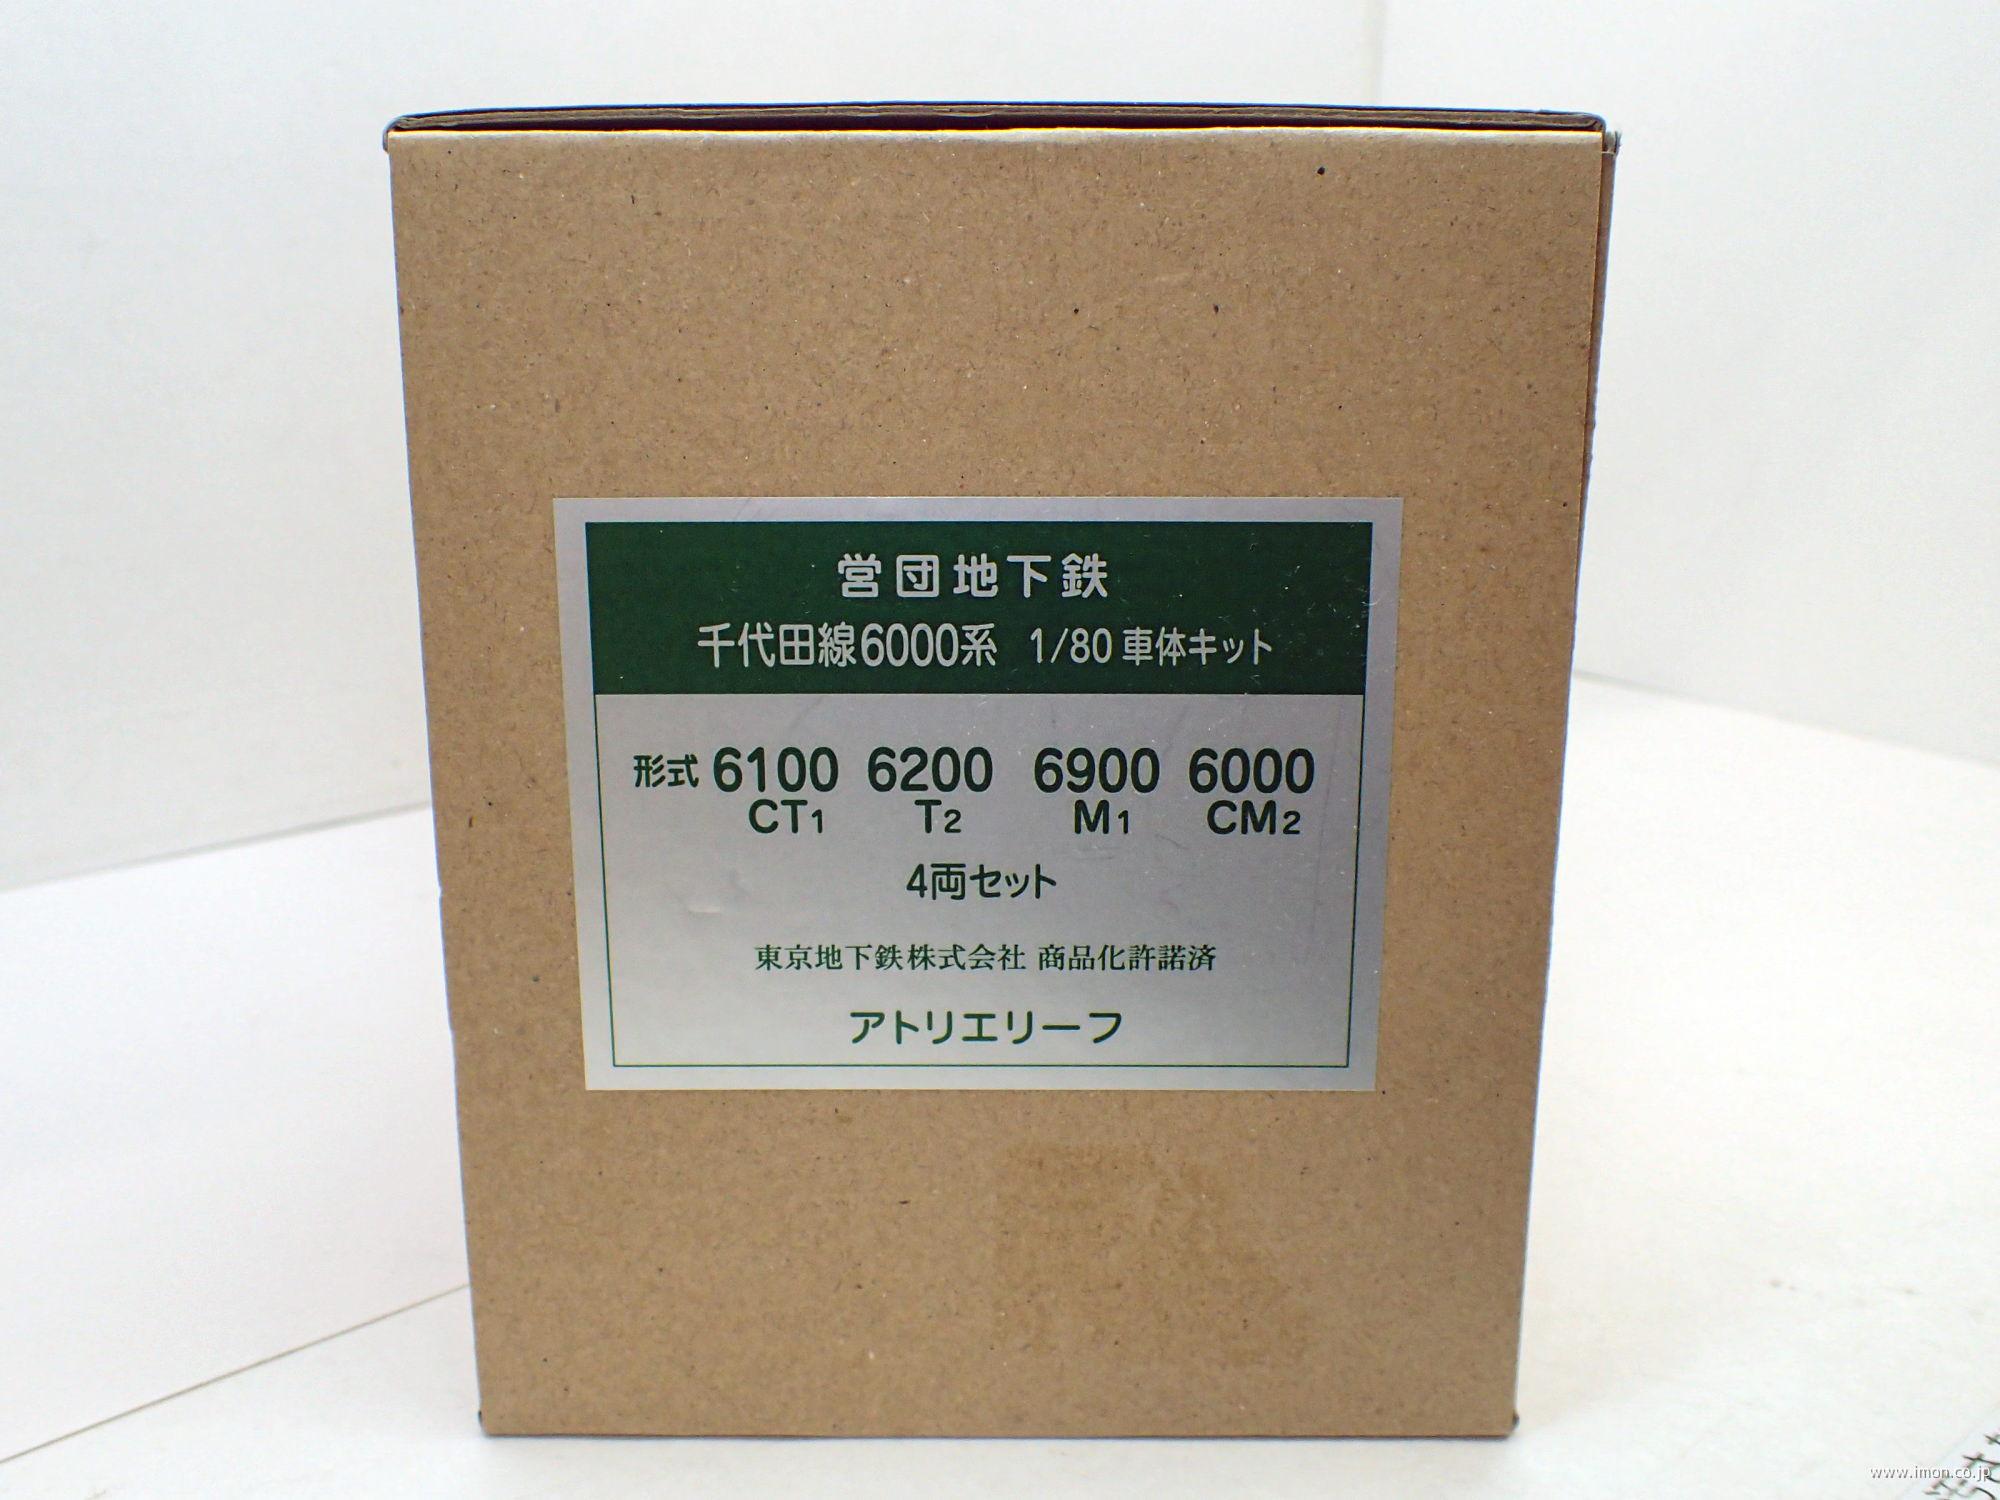 営団地下鉄
千代田線6000系 1/80 車体キット
形式 6100 6200 6900 6000
CT1 T2 M1 CM2
4両セット
東京地下鉄株式会社 商品化許諾済
アトリエリーフ
www.imon.co.jp